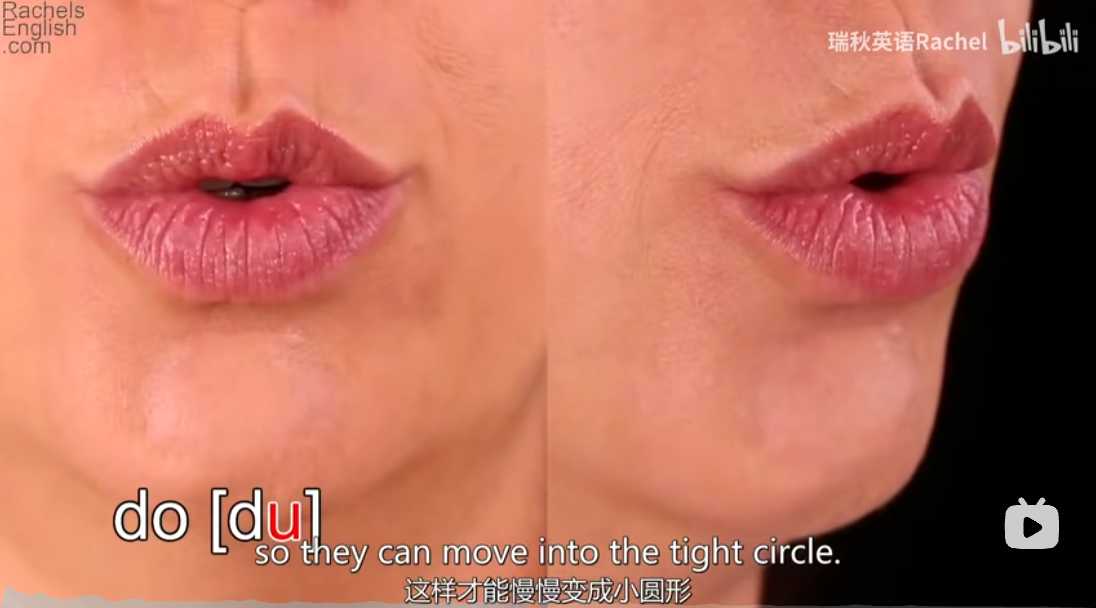 Rachels
English
.com
瑞秋英语Rachel bilibili
do [du]
so they can move into the tight circle.
这样才能慢慢变成小圆形